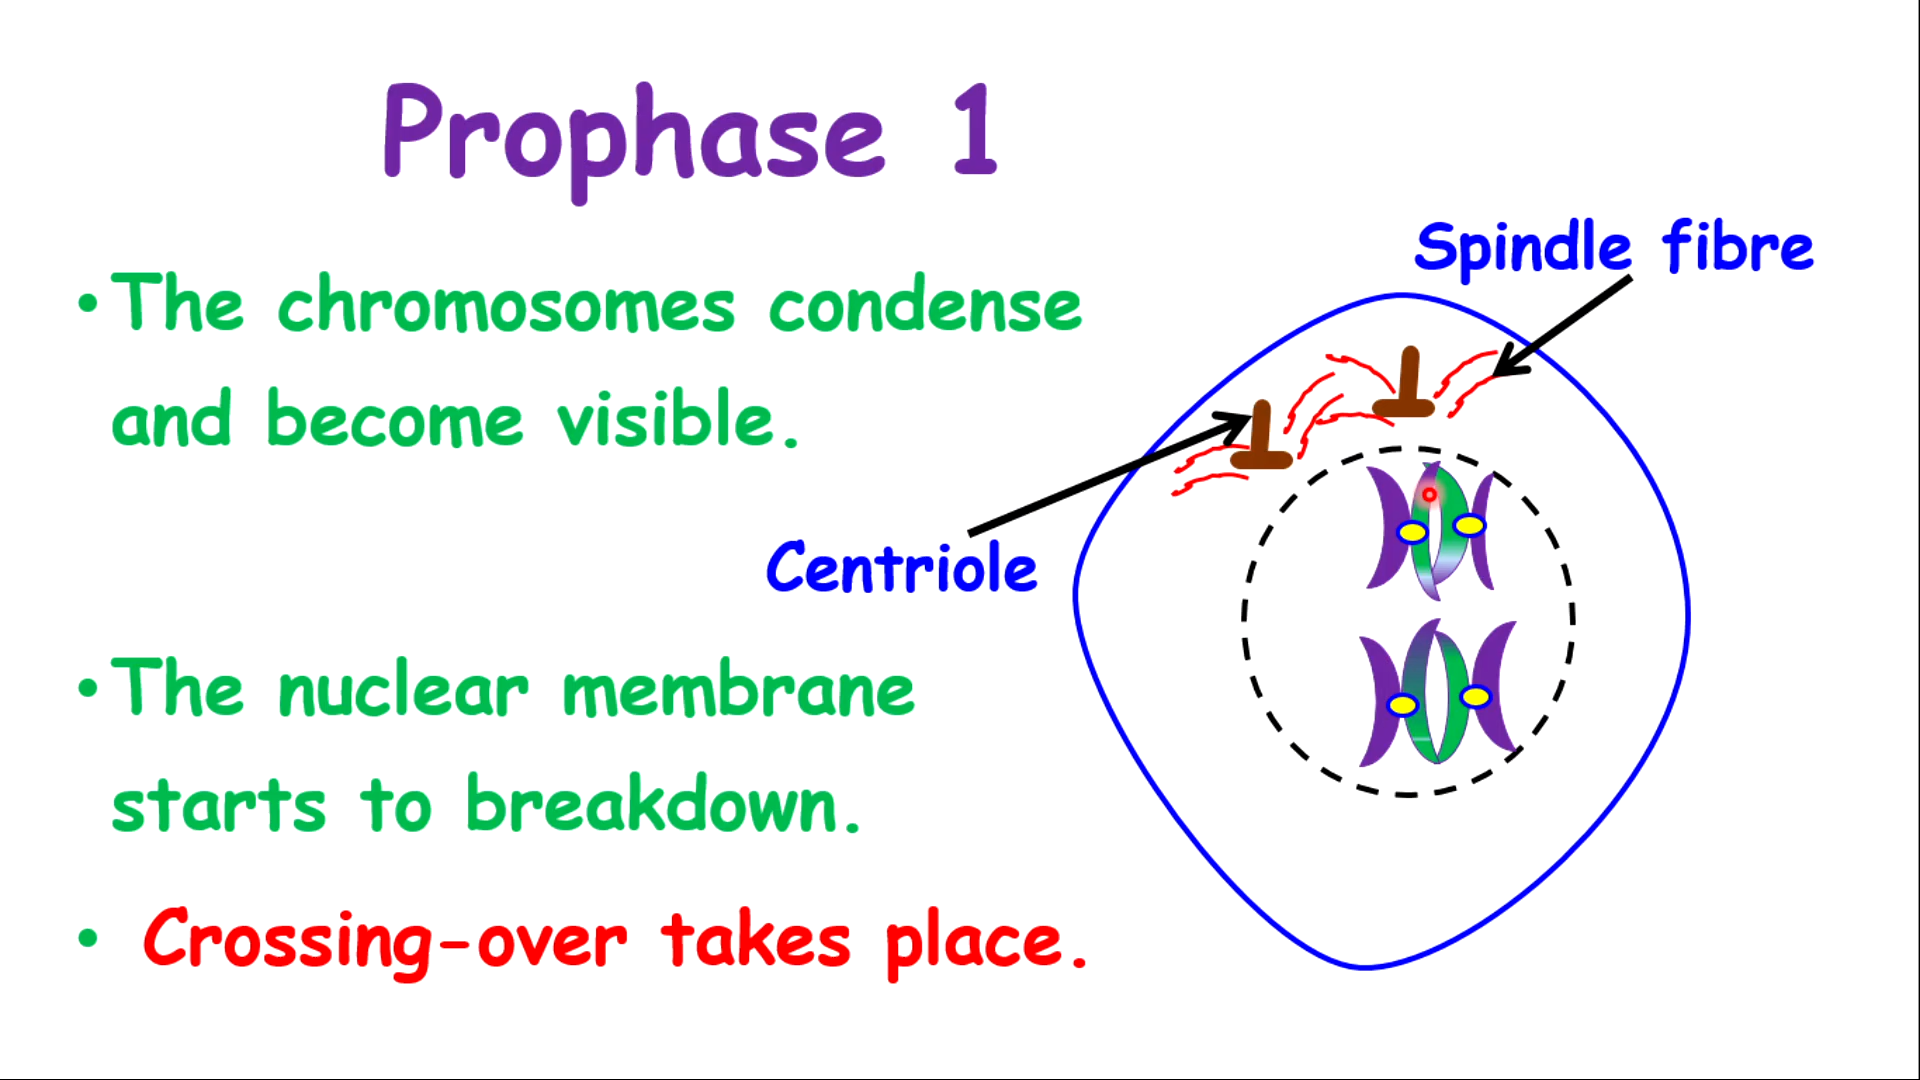 Prophase 1
Spindle fibre
• The chromosomes condense
and become visible.
Centriole
• The nuclear membrane
starts to breakdown.
• Crossing-over takes place.